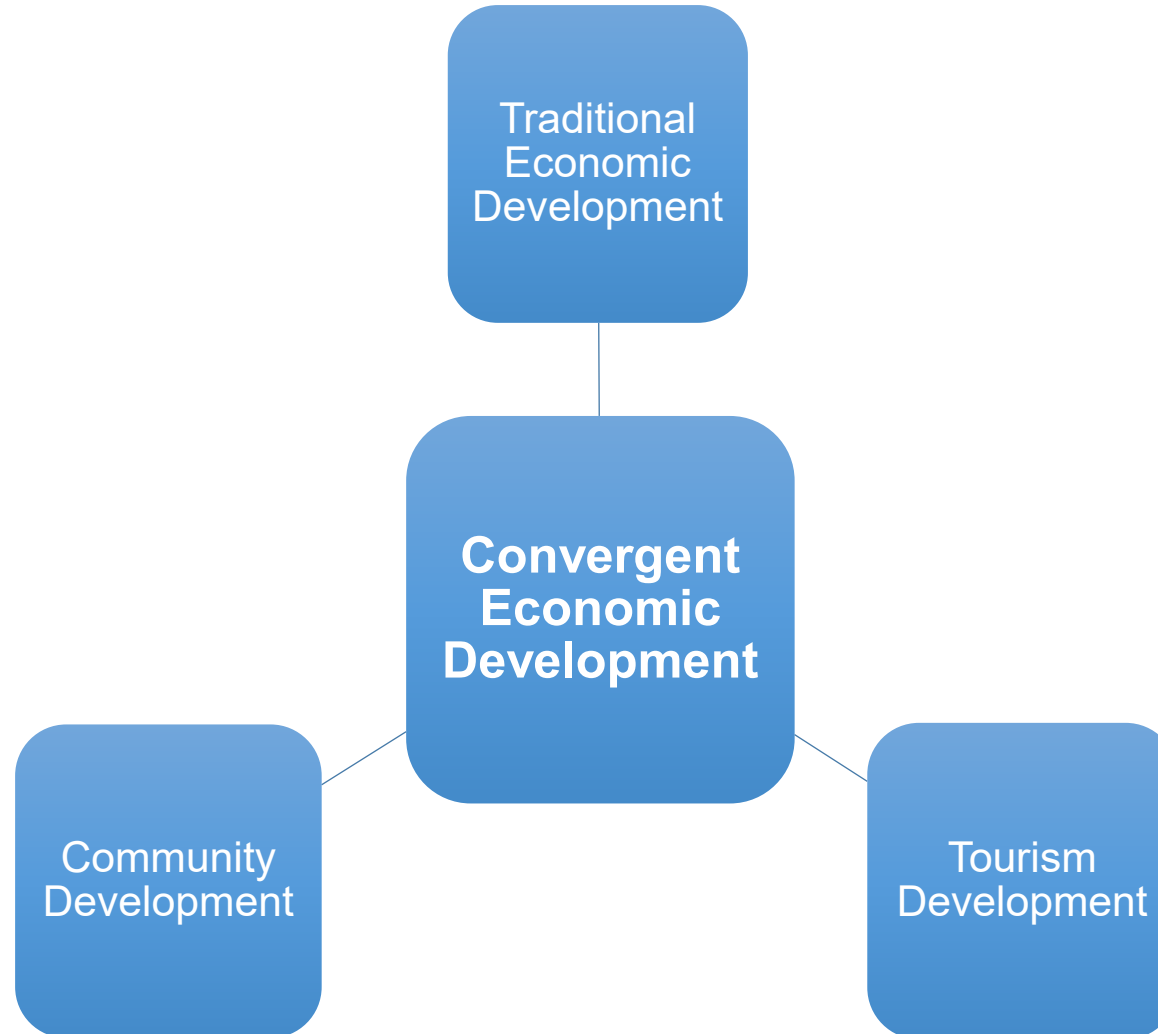 Traditional
Economic
Development
Convergent
Economic
Development
Community
Development
Tourism
Development